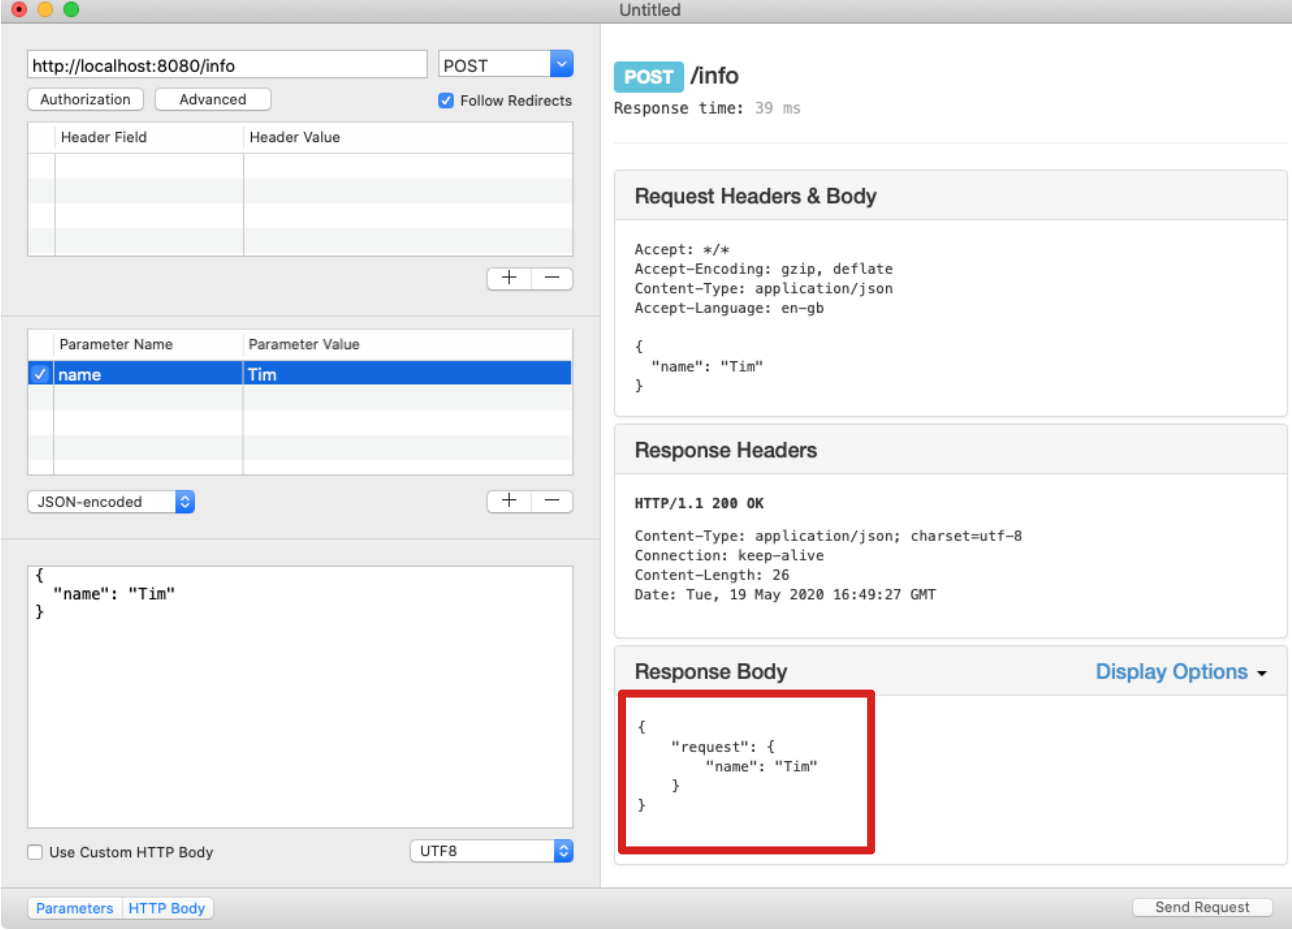 Untitled
http://localhost:8080/info
POST
Authorization
Advanced
Follow Redirects
Header Field
Header Value
+
−
Parameter Name
Parameter Value
name
Tim
JSON-encoded
+
−
{
  "name": "Tim"
}
Use Custom HTTP Body
UTF8
Parameters
HTTP Body
POST /info
Response time: 39 ms
Request Headers & Body
Accept: */*
Accept-Encoding: gzip, deflate
Content-Type: application/json
Accept-Language: en-gb
{
  "name": "Tim"
}
Response Headers
HTTP/1.1 200 OK
Content-Type: application/json; charset=utf-8
Connection: keep-alive
Content-Length: 26
Date: Tue, 19 May 2020 16:49:27 GMT
Response Body
Display Options
{
    "request": {
        "name": "Tim"
    }
}
Send Request